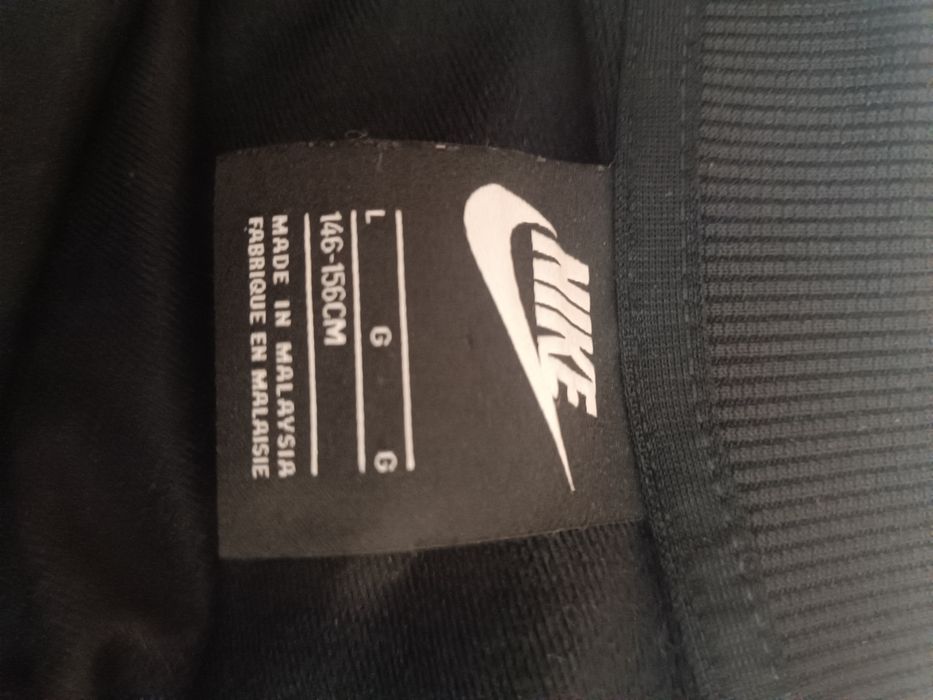 NIKE
L G G
146-156CM
MADE IN MALAYSIA
FABRIQUE EN MALAISIE